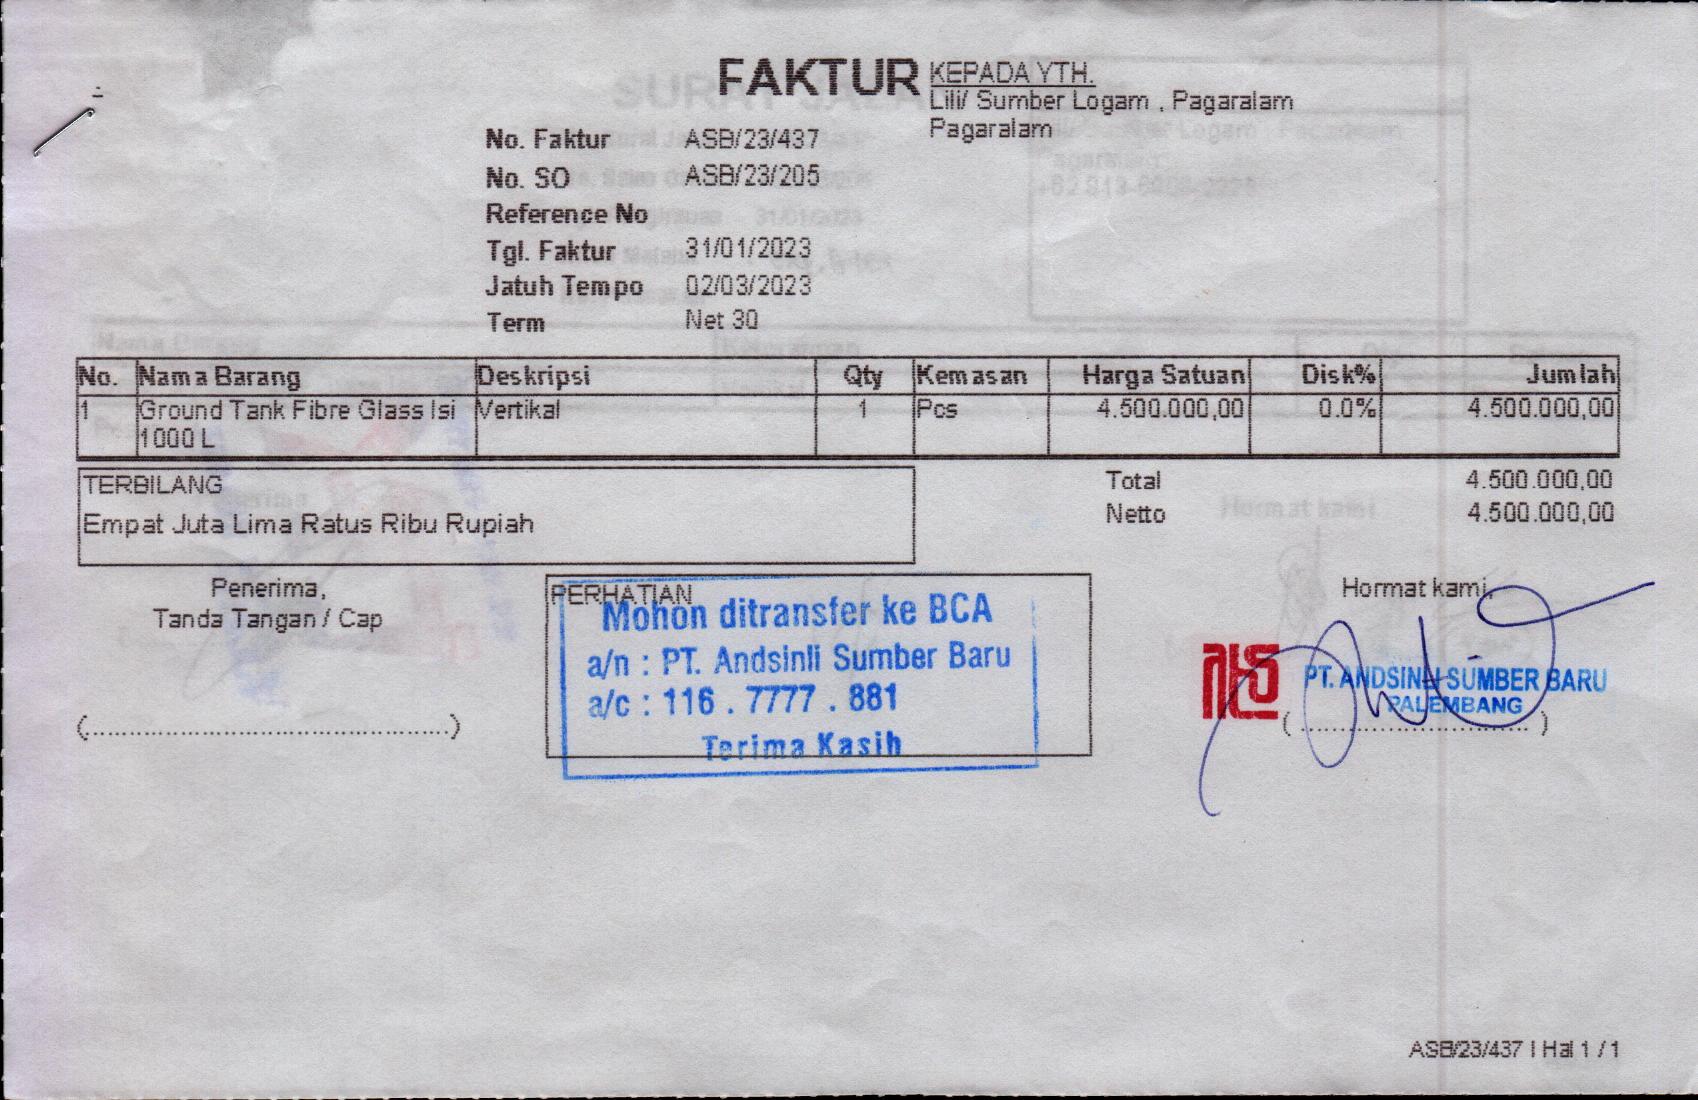 FAKTUR
KEPADA YTH.
Lili/ Sumber Logam , Pagaralam
Pagaralam
No. Faktur ASB/23/437
No. SO ASB/23/205
Reference No
Tgl. Faktur 31/01/2023
Jatuh Tempo 02/03/2023
Term Net 30
No. Nama Barang Deskripsi Qty Kemasan Harga Satuan Disk% Jumlah
1 Ground Tank Fibre Glass Isi Vertikal 1 Pcs 4.500.000,00 0.0% 4.500.000,00
1000 L
TERBILANG
Empat Juta Lima Ratus Ribu Rupiah
Total 4.500.000,00
Netto 4.500.000,00
Penerima,
Tanda Tangan / Cap
(................................................)
PERHATIAN
Mohon ditransfer ke BCA
a/n : PT. Andsinli Sumber Baru
a/c : 116 . 7777 . 881
Terima Kasih
Hormat kami,
PT. ANDSINLI SUMBER BARU
PALEMBANG
(..............................)
ASB/23/437 | Hal 1 / 1